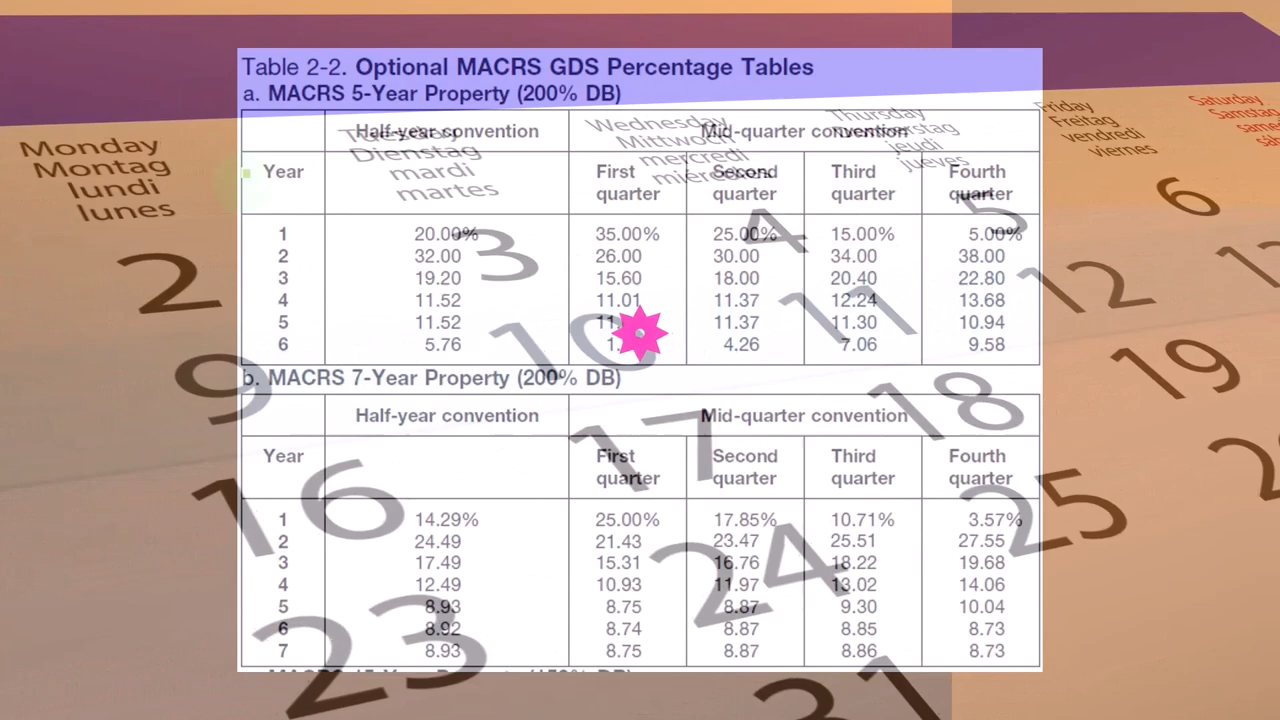 Table 2-2. Optional MACRS GDS Percentage Tables
a. MACRS 5-Year Property (200% DB)
Half-year convention Mid-quarter convention
Year First quarter Second quarter Third quarter Fourth quarter
1 20.00% 35.00% 25.00% 15.00% 5.00%
2 32.00 26.00 30.00 34.00 38.00
3 19.20 15.60 18.00 20.40 22.80
4 11.52 11.01 11.37 12.24 13.68
5 11.52 11.37 11.30 10.94
6 5.76 4.26 7.06 9.58
b. MACRS 7-Year Property (200% DB)
Half-year convention Mid-quarter convention
Year First quarter Second quarter Third quarter Fourth quarter
1 14.29% 25.00% 17.85% 10.71% 3.57%
2 24.49 21.43 23.47 25.51 27.55
3 17.49 15.31 16.76 18.22 19.68
4 12.49 10.93 11.97 13.02 14.06
5 8.93 8.75 8.87 9.30 10.04
6 8.92 8.74 8.87 8.85 8.73
7 8.93 8.75 8.87 8.86 8.73
Monday
Montag
lundi
lunes
Dienstag
mardi
martes
Wednesday
Mittwoch
mercredi
Thursday
jeudi
jueves
Friday
Freitag
vendredi
viernes
Saturday
2 3 4 5 6
9 10 11 12
16 17 18 19
23 24 25
31